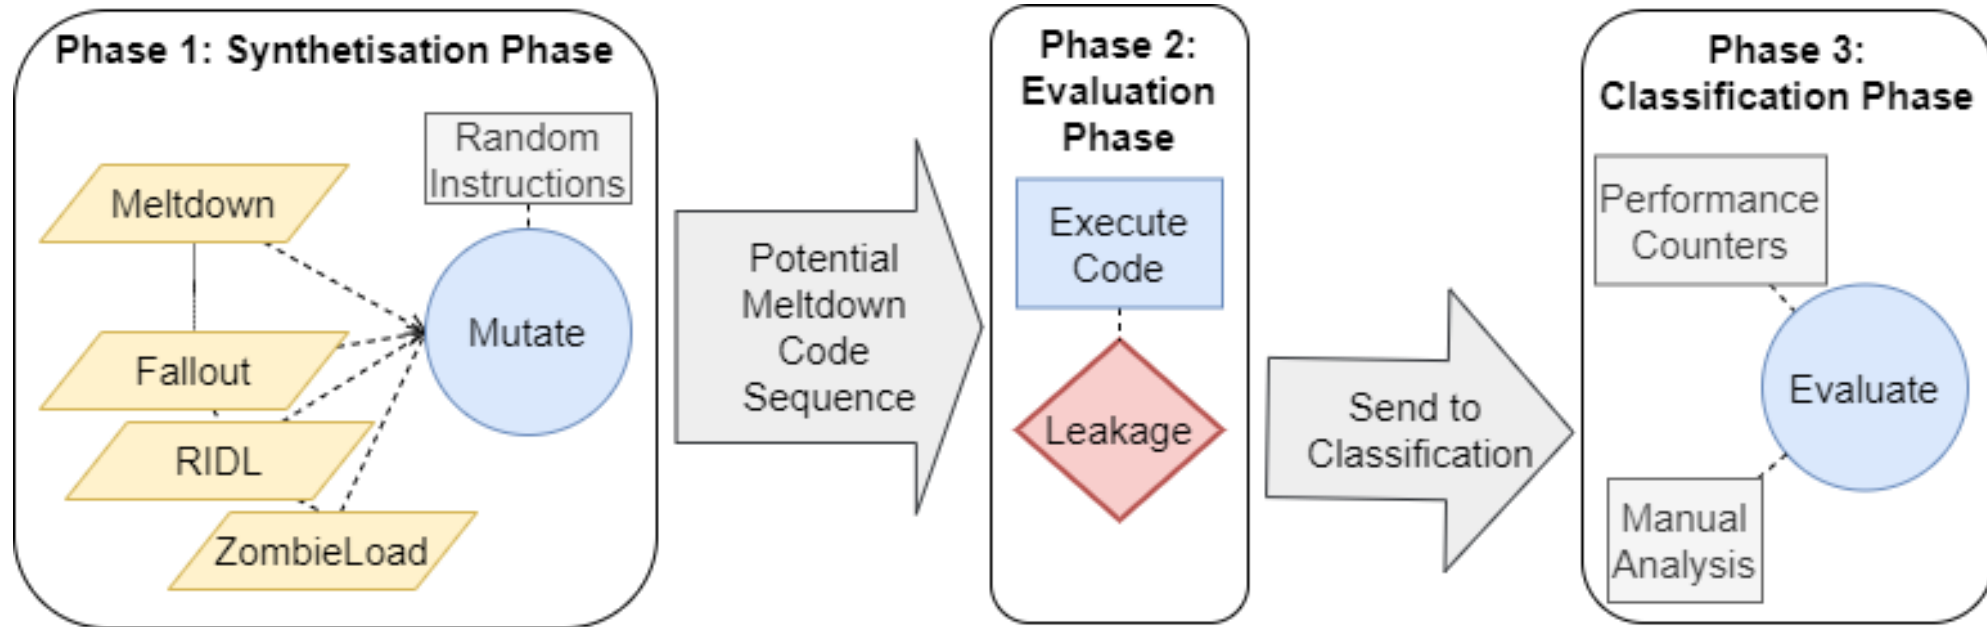 Phase 1: Synthetisation Phase
Random
Instructions
Meltdown
Mutate
Fallout
RIDL
ZombieLoad
Potential
Meltdown
Code
Sequence
Phase 2:
Evaluation
Phase
Execute
Code
Leakage
Send to
Classification
Phase 3:
Classification Phase
Performance
Counters
Evaluate
Manual
Analysis